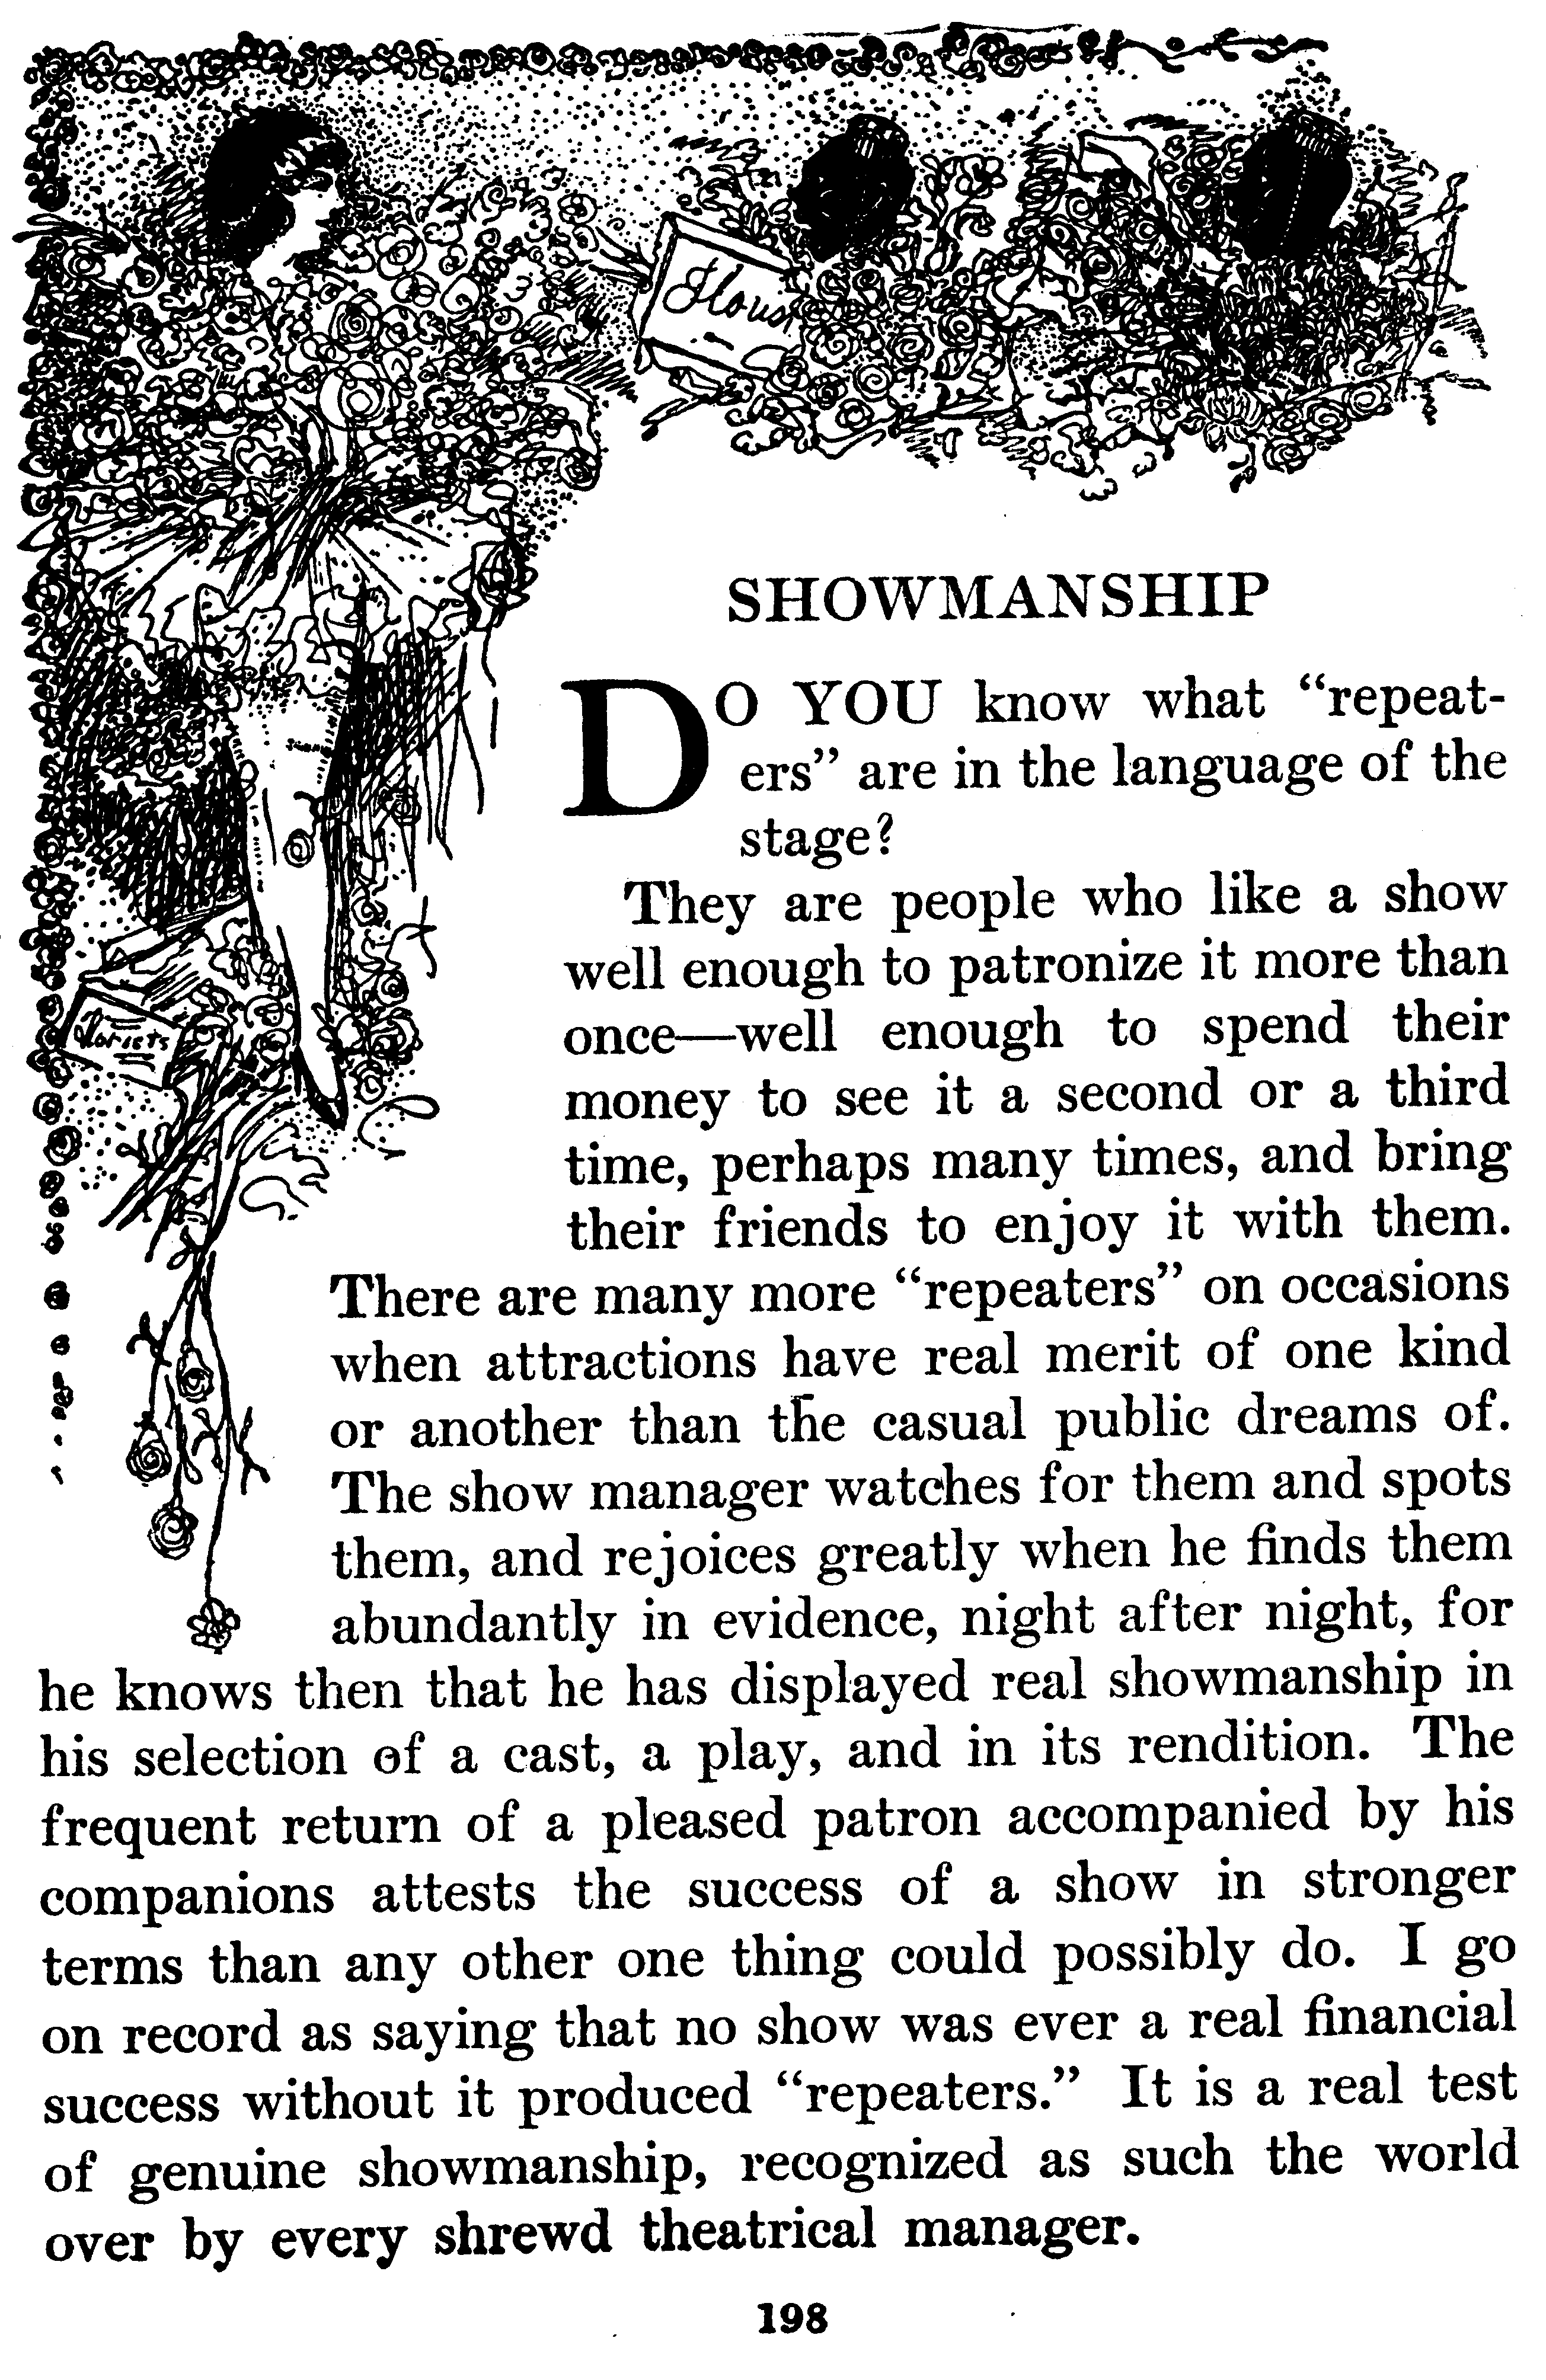 Florists
SHOWMANSHIP
DO YOU know what “repeat-
ers” are in the language of the
stage?
They are people who like a show
well enough to patronize it more than
once—well enough to spend their
money to see it a second or a third
time, perhaps many times, and bring
their friends to enjoy it with them.
There are many more “repeaters” on occasions
when attractions have real merit of one kind
or another than the casual public dreams of.
The show manager watches for them and spots
them, and rejoices greatly when he finds them
abundantly in evidence, night after night, for
he knows then that he has displayed real showmanship in
his selection of a cast, a play, and in its rendition. The
frequent return of a pleased patron accompanied by his
companions attests the success of a show in stronger
terms than any other one thing could possibly do. I go
on record as saying that no show was ever a real financial
success without it produced “repeaters.” It is a real test
of genuine showmanship, recognized as such the world
over by every shrewd theatrical manager.
198